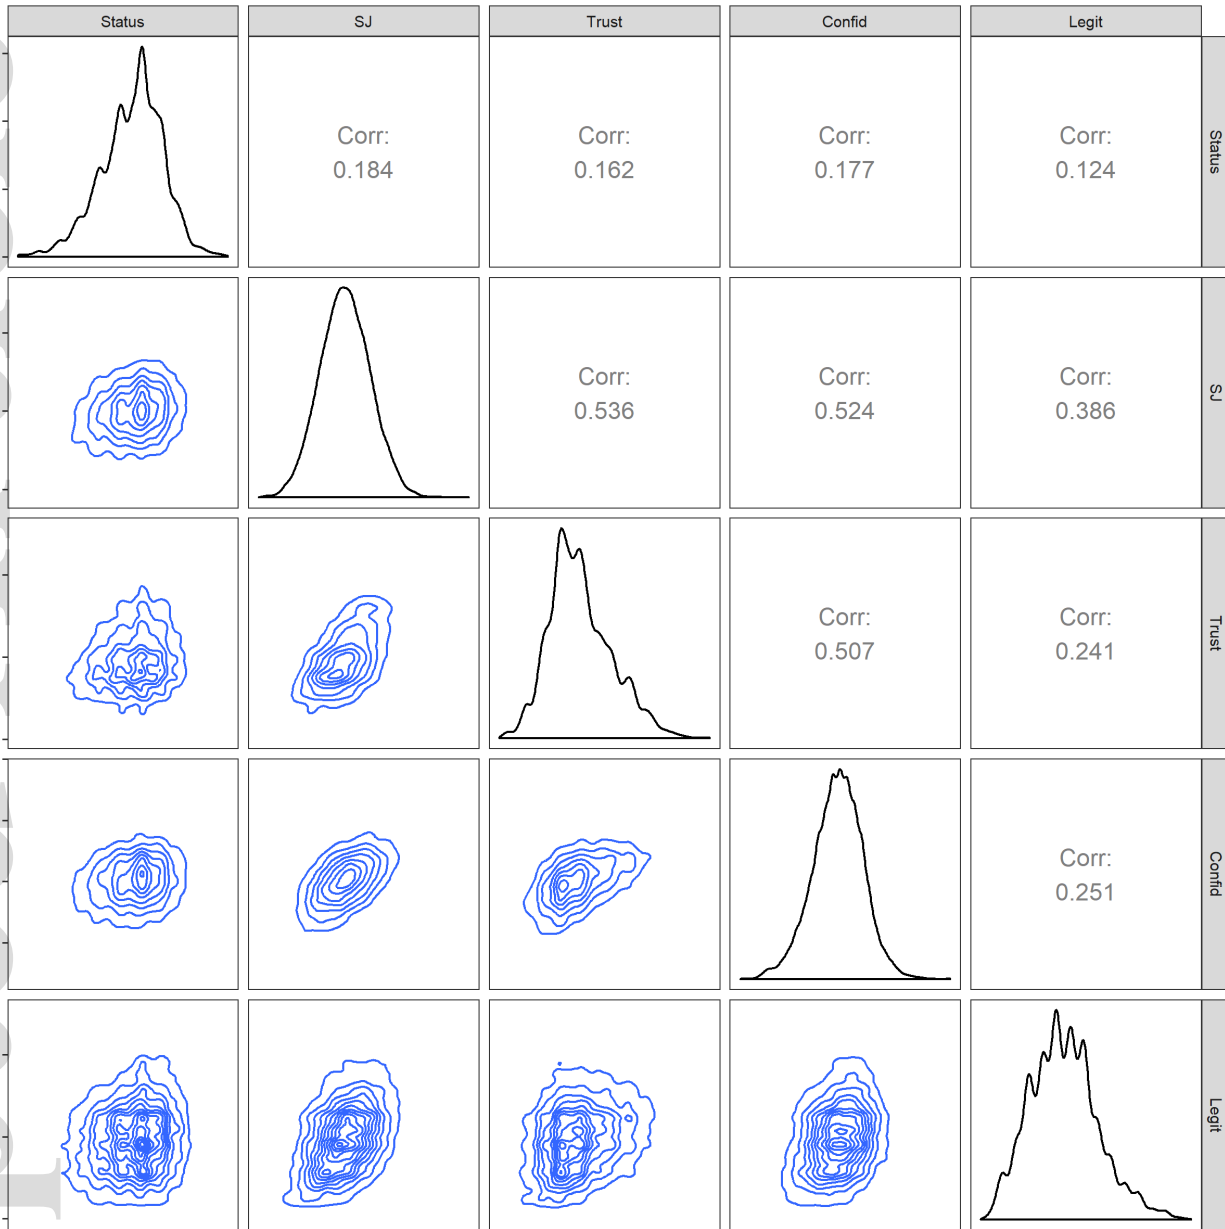 Status
SJ
Trust
Confid
Legit
Corr:
0.184
Corr:
0.162
Corr:
0.177
Corr:
0.124
Status
Corr:
0.536
Corr:
0.524
Corr:
0.386
SJ
Corr:
0.507
Corr:
0.241
Trust
Corr:
0.251
Confid
Legit